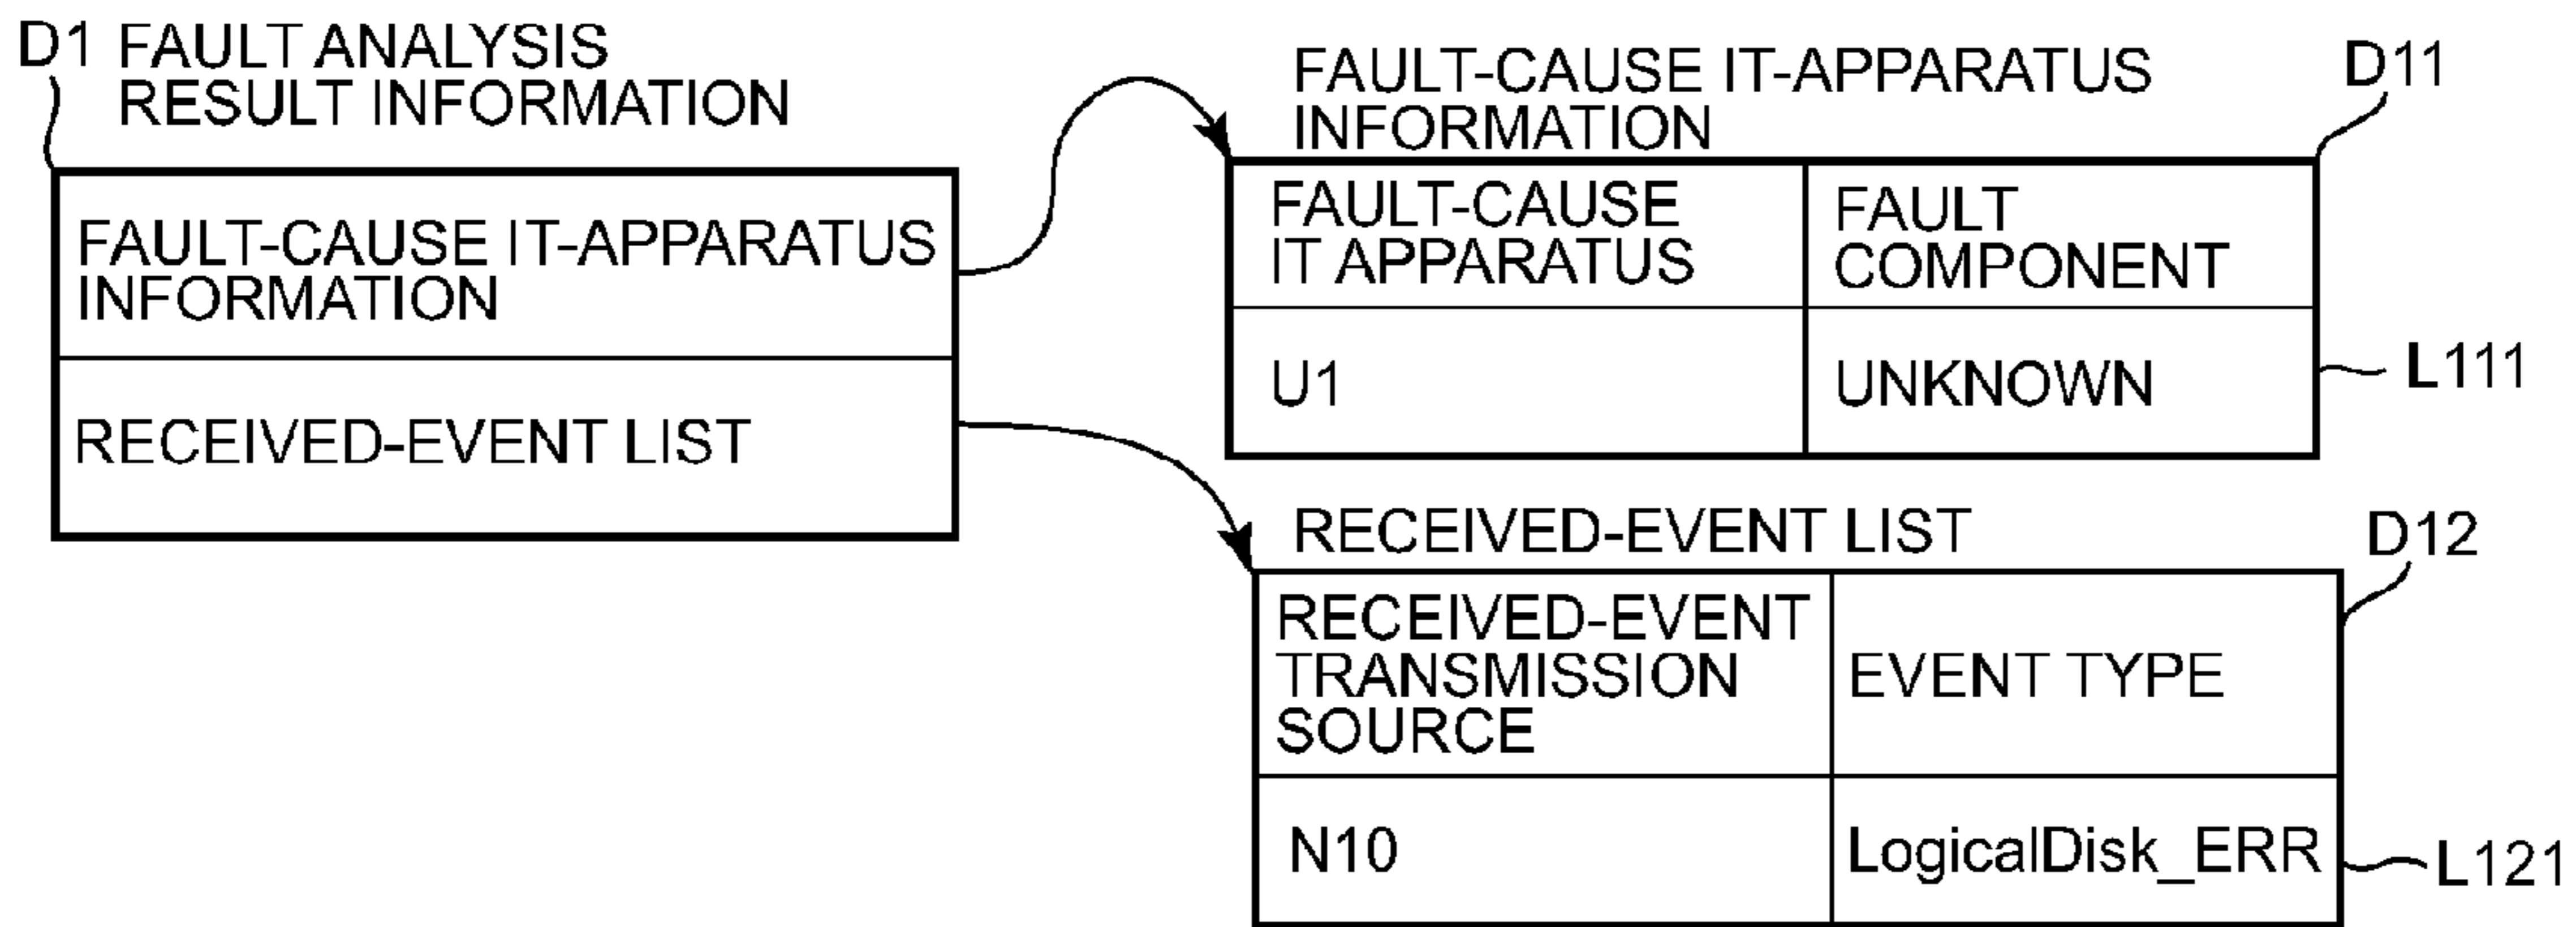 D1 FAULT ANALYSIS
RESULT INFORMATION
FAULT-CAUSE IT-APPARATUS
INFORMATION
RECEIVED-EVENT LIST
FAULT-CAUSE IT-APPARATUS
INFORMATION
D11
FAULT-CAUSE
IT APPARATUS
FAULT
COMPONENT
U1
UNKNOWN
L111
RECEIVED-EVENT LIST
D12
RECEIVED-EVENT
TRANSMISSION
SOURCE
EVENT TYPE
N10
LogicalDisk_ERR
L121